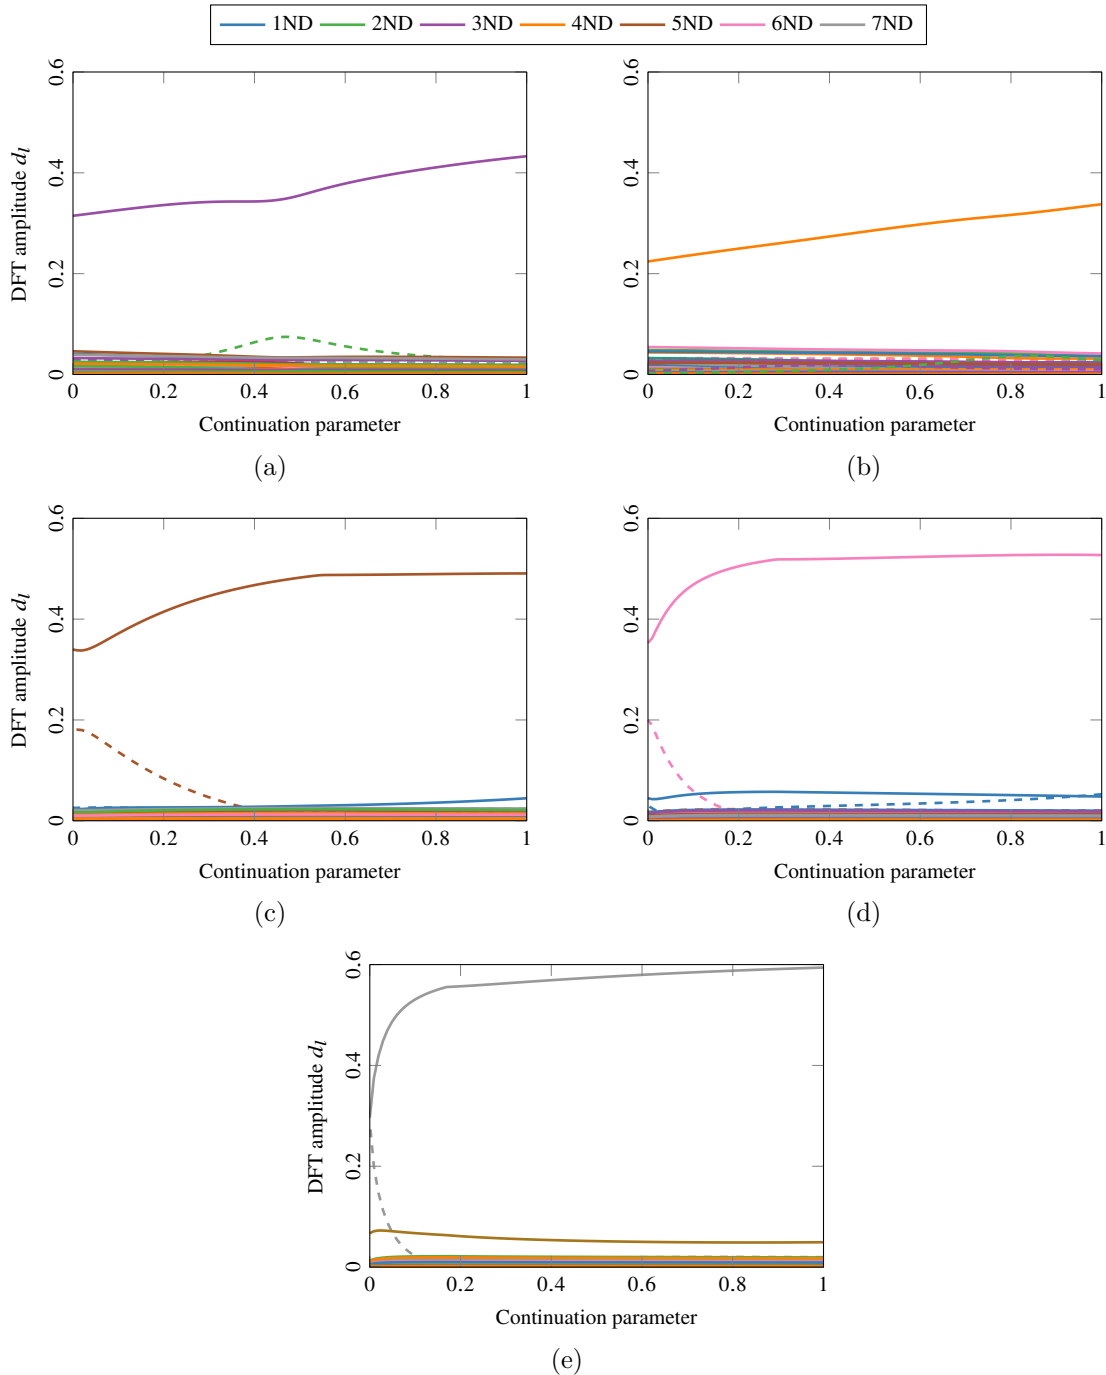 1ND 2ND 3ND 4ND 5ND 6ND 7ND
0.6
0.4
0.2
0
DFT amplitude d_l
0 0.2 0.4 0.6 0.8 1
Continuation parameter
(a)
0.6
0.4
0.2
0
0 0.2 0.4 0.6 0.8 1
Continuation parameter
(b)
0.6
0.4
0.2
0
DFT amplitude d_l
0 0.2 0.4 0.6 0.8 1
Continuation parameter
(c)
0.6
0.4
0.2
0
0 0.2 0.4 0.6 0.8 1
Continuation parameter
(d)
0.6
0.4
0.2
0
DFT amplitude d_l
0 0.2 0.4 0.6 0.8 1
Continuation parameter
(e)